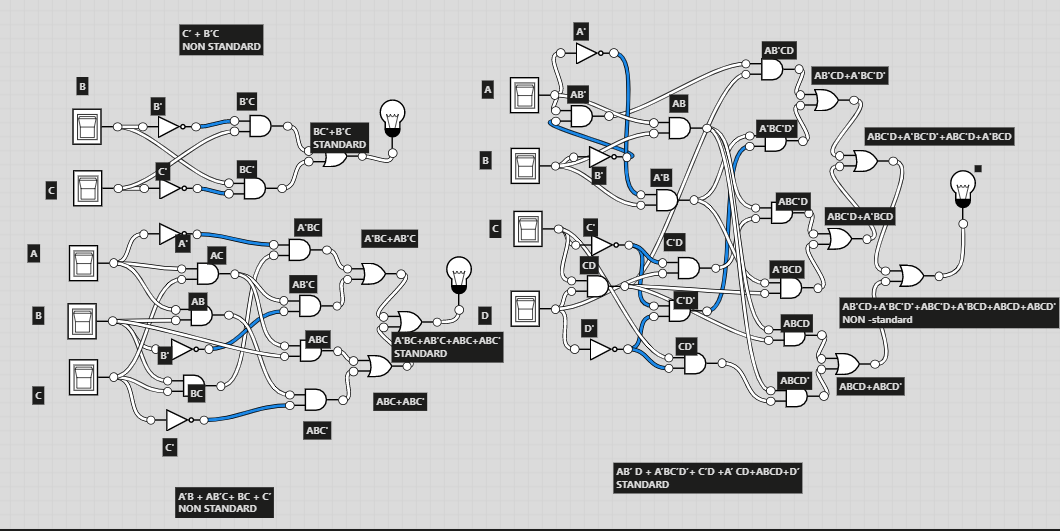 C' + B'C
NON STANDARD
B
B'
B'C
BC'+B'C
STANDARD
C
C'
BC'
A
A'
A'BC
A'BC+AB'C
AC
AB'C
AB
B
B'
ABC
A'BC+AB'C+ABC+ABC'
STANDARD
C
BC
ABC+ABC'
ABC'
C'
A'B + AB'C+ BC + C'
NON STANDARD
A'
AB'CD
AB'CD+A'BC'D'
A
AB'
AB
A'BC'D'
ABC'D+A'BC'D'+ABC'D+A'BCD
B
B'
A'B
ABC'D
ABC'D+A'BCD
C
C'
C'D
CD
A'BCD
D
C'D'
AB'CD+A'BC'D'+ABC'D+A'BCD+ABCD+ABCD'
NON -standard
D'
ABCD
CD'
ABCD'
ABCD+ABCD'
AB' D + A'BC'D'+ C'D +A' CD+ABCD+D'
STANDARD